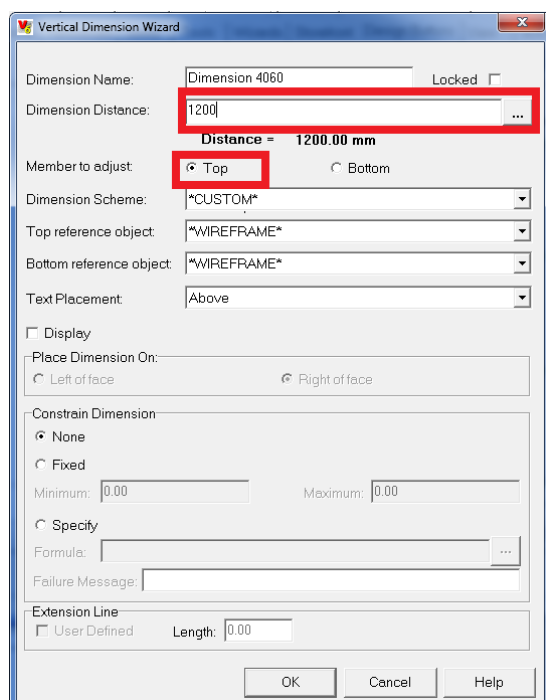 Vertical Dimension Wizard
Dimension Name: Dimension 4060 Locked
Dimension Distance: 1200 ...
Distance = 1200.00 mm
Member to adjust: Top Bottom
Dimension Scheme: *CUSTOM*
Top reference object: *WIREFRAME*
Bottom reference object: *WIREFRAME*
Text Placement: Above
Display
Place Dimension On:
Left of face Right of face
Constrain Dimension
None
Fixed
Minimum: 0.00 Maximum: 0.00
Specify
Formula: ...
Failure Message:
Extension Line
User Defined Length: 0.00
OK Cancel Help